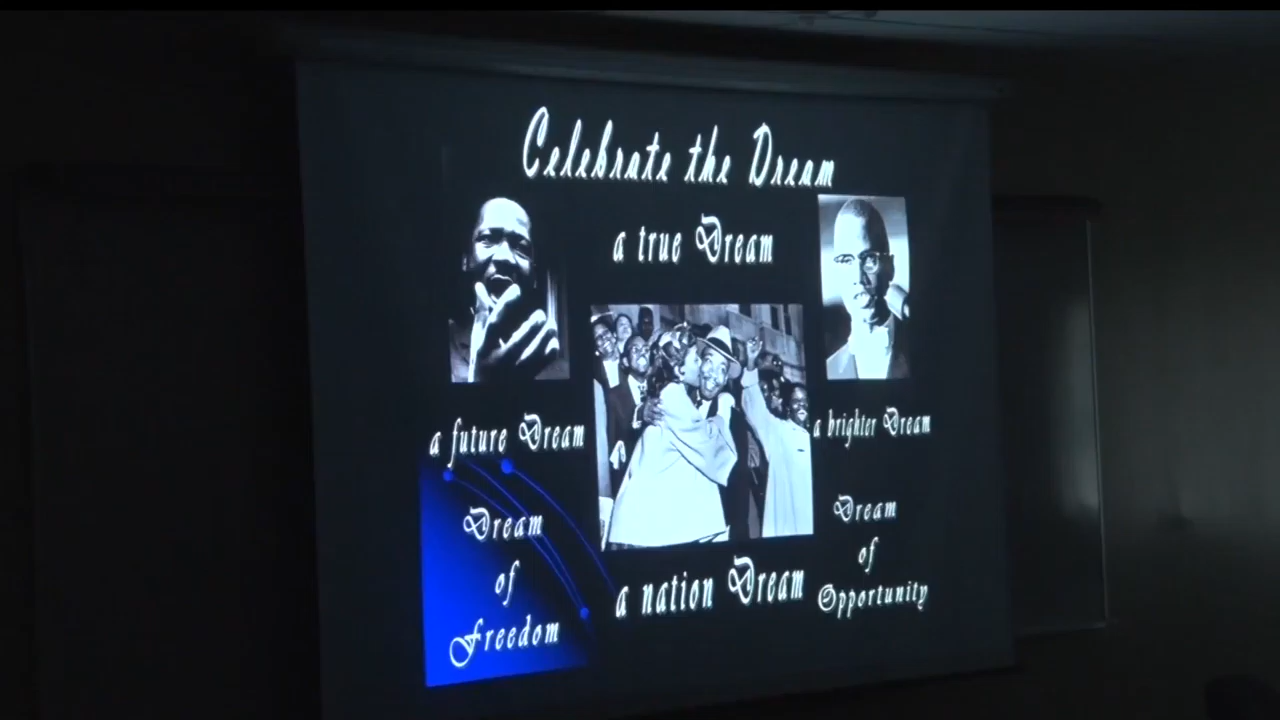 Celebrate the Dream
a true Dream
a future Dream
a brighter Dream
Dream
of
Freedom
a nation Dream
Dream
of
Opportunity